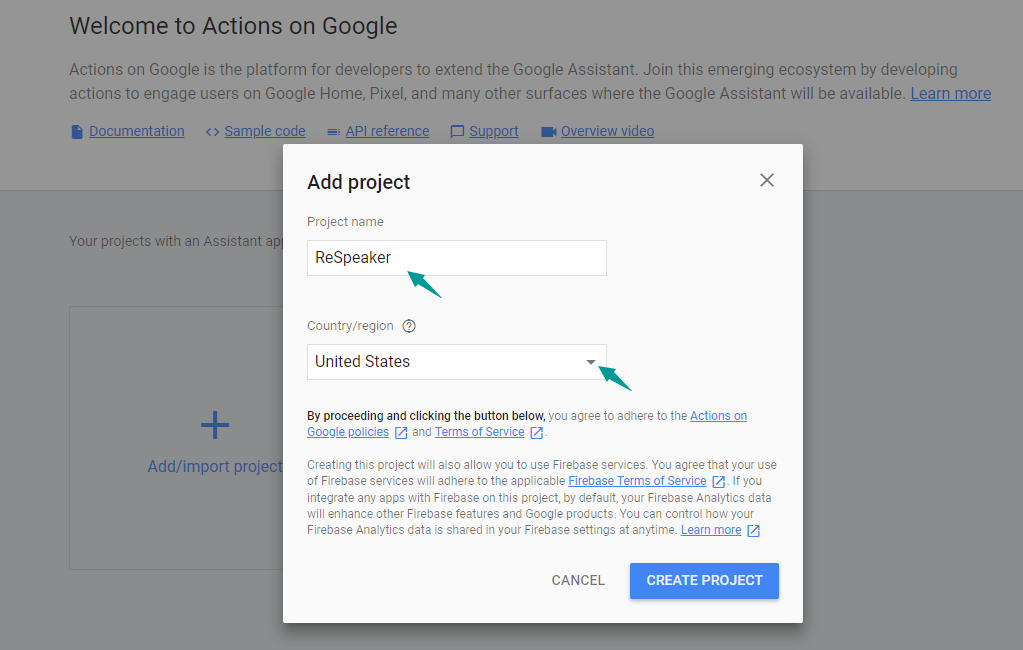 Welcome to Actions on Google
Actions on Google is the platform for developers to extend the Google Assistant. Join this emerging ecosystem by developing
actions to engage users on Google Home, Pixel, and many other surfaces where the Google Assistant will be available. Learn more
Documentation <> Sample code API reference Support Overview video
Add project
Project name
Your projects with an Assistant app
ReSpeaker
Country/region ?
United States
By proceeding and clicking the button below, you agree to adhere to the Actions on
Google policies and Terms of Service .
Add/import project
Creating this project will also allow you to use Firebase services. You agree that your use
of Firebase services will adhere to the applicable Firebase Terms of Service . If you
integrate any apps with Firebase on this project, by default, your Firebase Analytics data
will enhance other Firebase features and Google products. You can control how your
Firebase Analytics data is shared in your Firebase settings at anytime. Learn more
CANCEL CREATE PROJECT